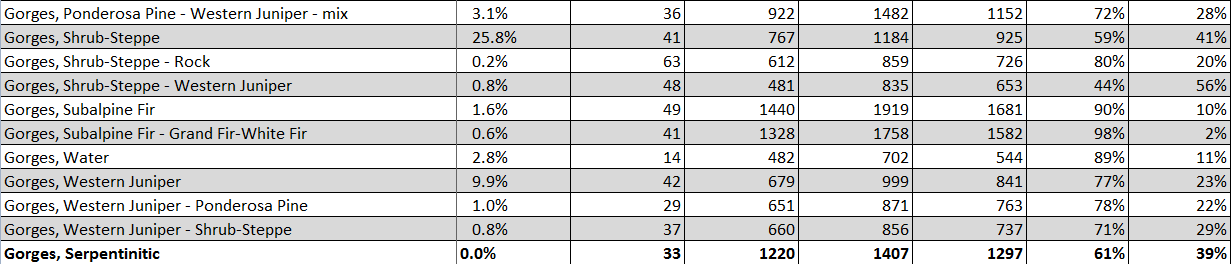 Gorges, Ponderosa Pine - Western Juniper - mix 3.1% 36 922 1482 1152 72% 28%
Gorges, Shrub-Steppe 25.8% 41 767 1184 925 59% 41%
Gorges, Shrub-Steppe - Rock 0.2% 63 612 859 726 80% 20%
Gorges, Shrub-Steppe - Western Juniper 0.8% 48 481 835 653 44% 56%
Gorges, Subalpine Fir 1.6% 49 1440 1919 1681 90% 10%
Gorges, Subalpine Fir - Grand Fir-White Fir 0.6% 41 1328 1758 1582 98% 2%
Gorges, Water 2.8% 14 482 702 544 89% 11%
Gorges, Western Juniper 9.9% 42 679 999 841 77% 23%
Gorges, Western Juniper - Ponderosa Pine 1.0% 29 651 871 763 78% 22%
Gorges, Western Juniper - Shrub-Steppe 0.8% 37 660 856 737 71% 29%
Gorges, Serpentinitic 0.0% 33 1220 1407 1297 61% 39%